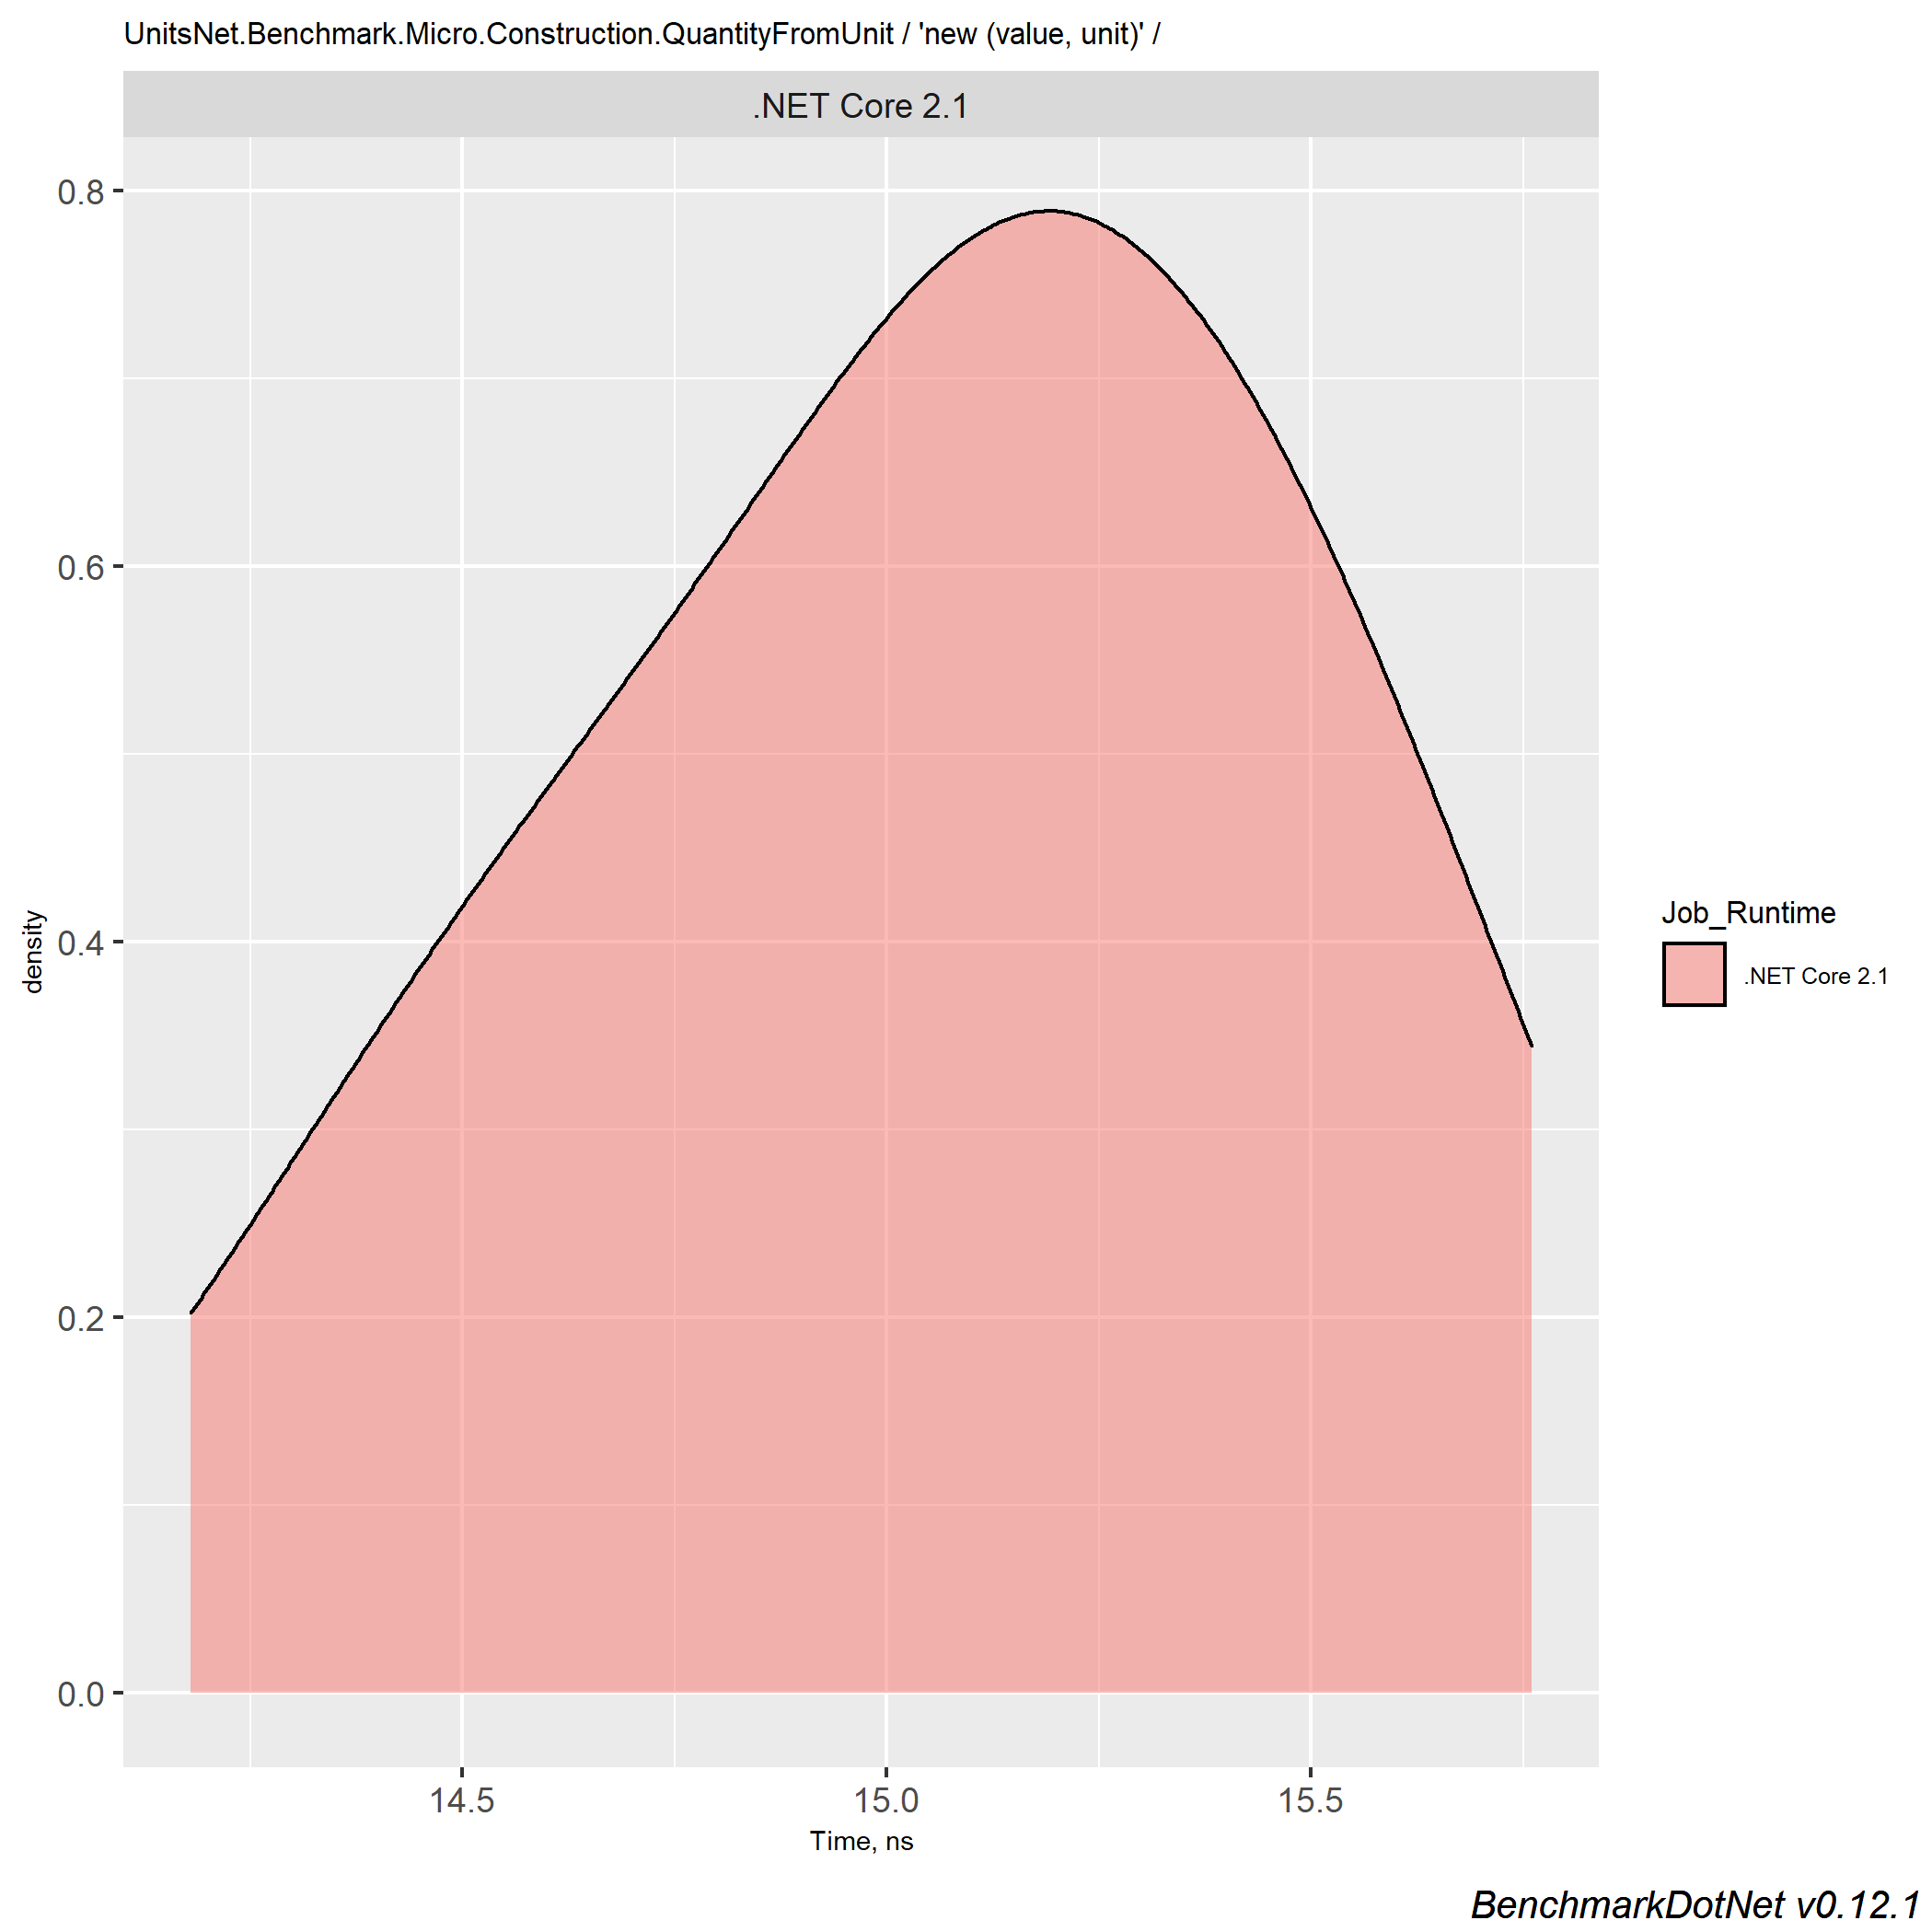 UnitsNet.Benchmark.Micro.Construction.QuantityFromUnit / 'new (value, unit)' /
.NET Core 2.1
0.8
0.6
0.4
0.2
0.0
density
14.5 15.0 15.5
Time, ns
Job_Runtime
.NET Core 2.1
BenchmarkDotNet v0.12.1